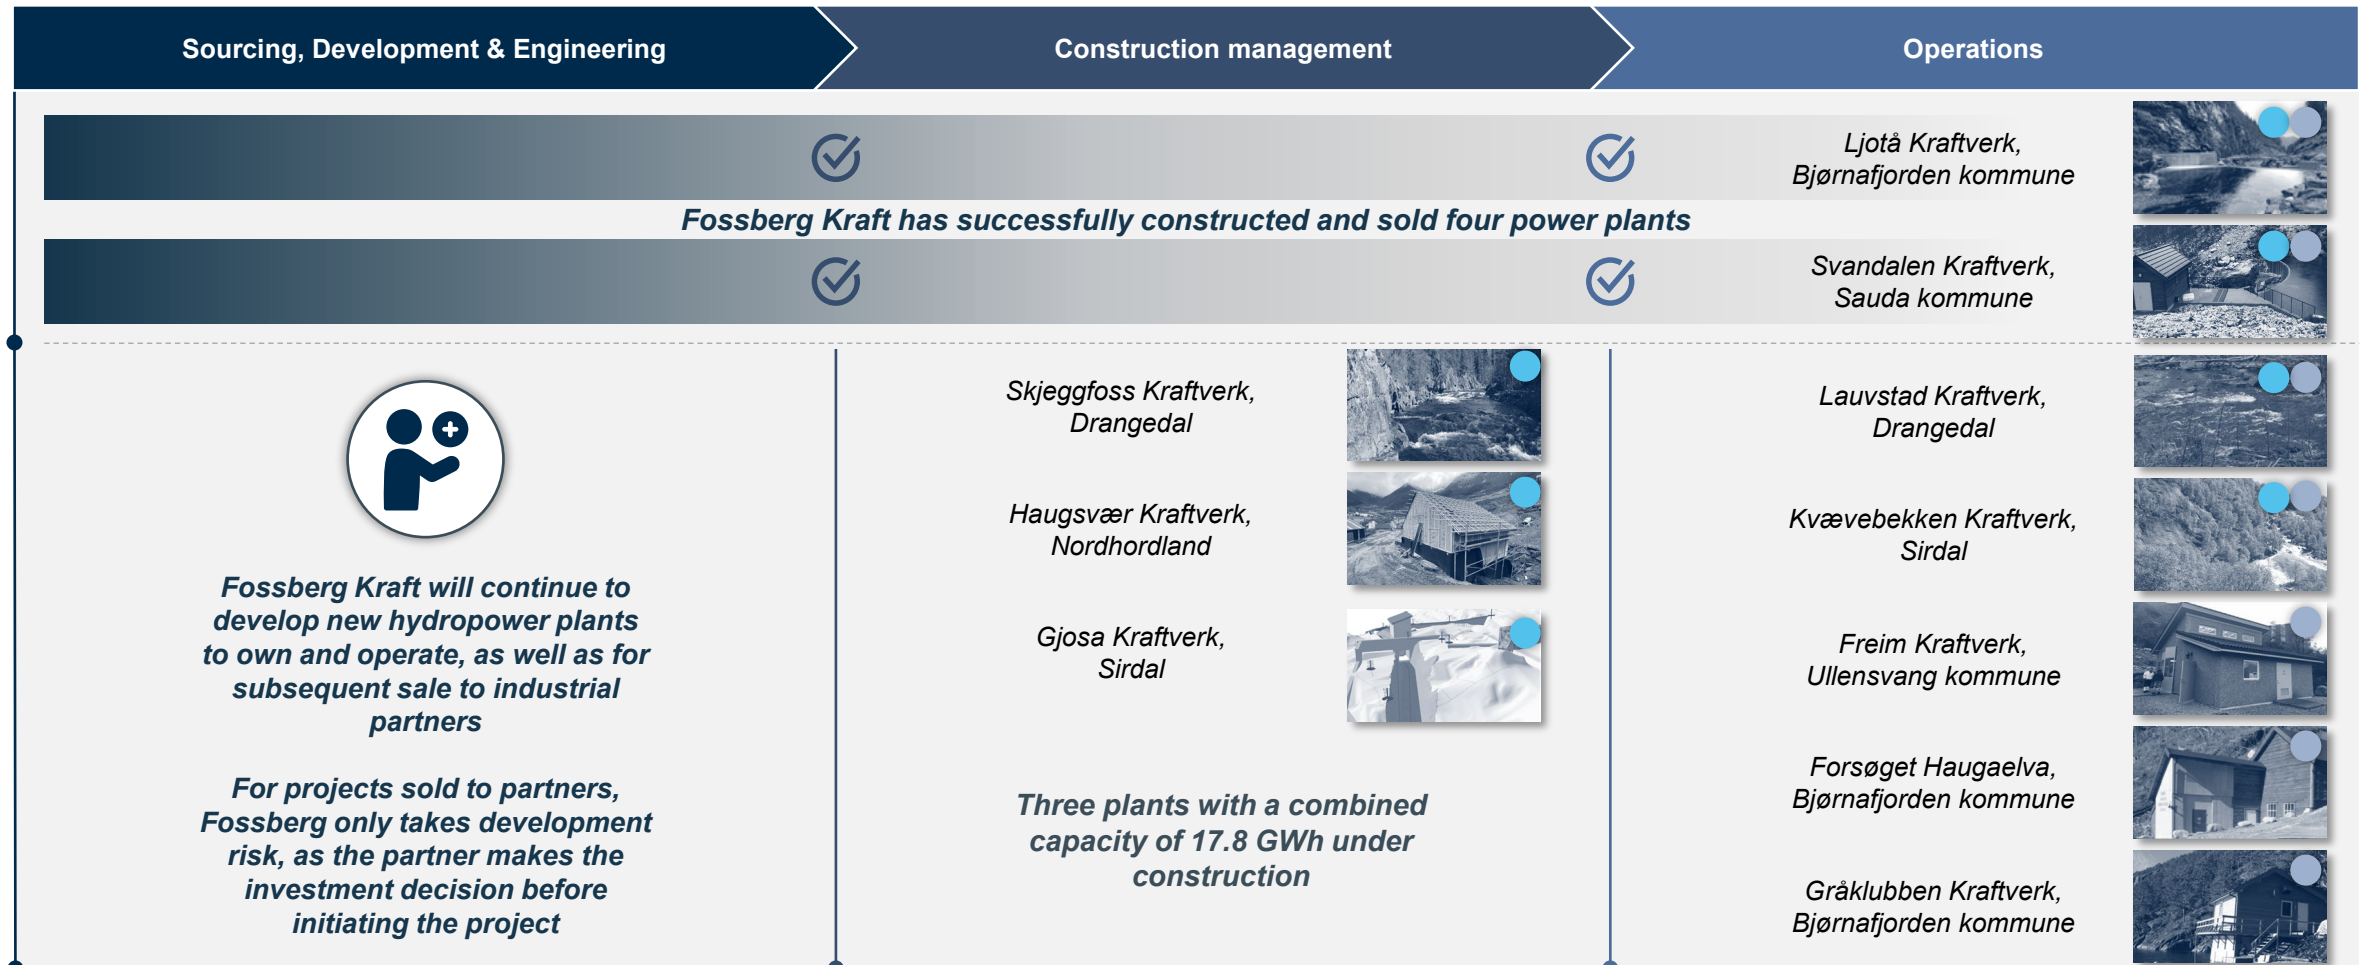 Sourcing, Development & Engineering
Construction management
Operations
Ljotå Kraftverk,
Bjørnafjorden kommune
Fossberg Kraft has successfully constructed and sold four power plants
Svandalen Kraftverk,
Sauda kommune
Fossberg Kraft will continue to
develop new hydropower plants
to own and operate, as well as for
subsequent sale to industrial
partners
For projects sold to partners,
Fossberg only takes development
risk, as the partner makes the
investment decision before
initiating the project
Skjeggfoss Kraftverk,
Drangedal
Haugsvær Kraftverk,
Nordhordland
Gjosa Kraftverk,
Sirdal
Three plants with a combined
capacity of 17.8 GWh under
construction
Lauvstad Kraftverk,
Drangedal
Kvævebekken Kraftverk,
Sirdal
Freim Kraftverk,
Ullensvang kommune
Forsøget Haugaelva,
Bjørnafjorden kommune
Gråklubben Kraftverk,
Bjørnafjorden kommune